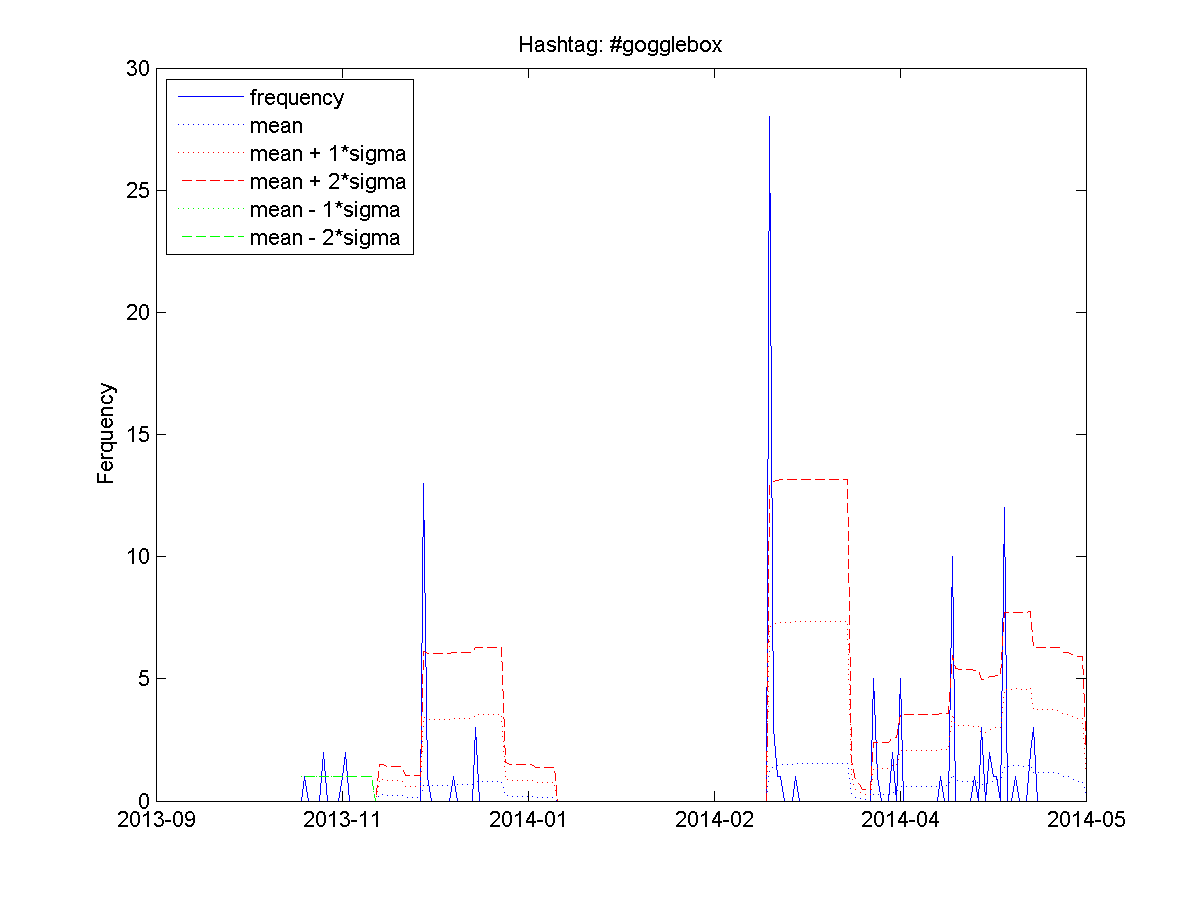 Hashtag: #gogglebox
30
25
20
15
10
5
0
Ferquency
frequency
mean
mean + 1*sigma
mean + 2*sigma
mean - 1*sigma
mean - 2*sigma
2013-09 2013-11 2014-01 2014-02 2014-04 2014-05